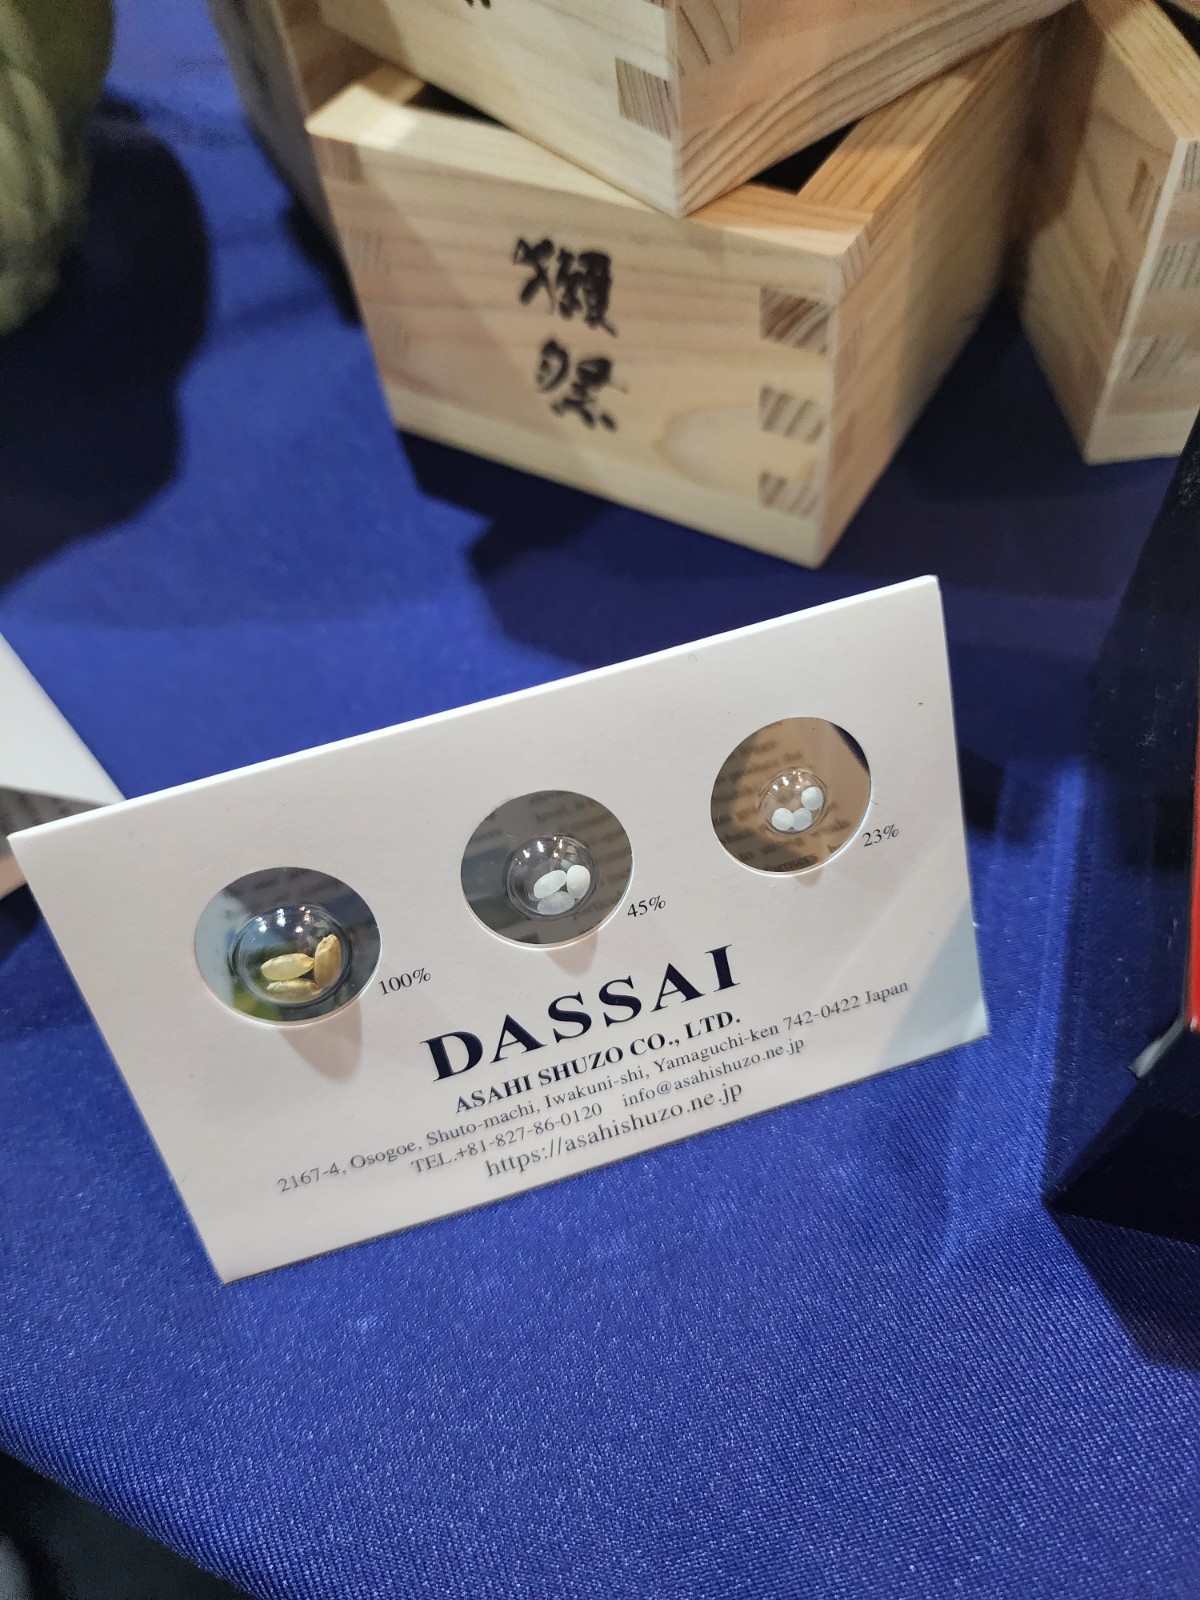 獺
祭
100%
45%
23%
DASSAI
ASAHI SHUZO CO., LTD.
2167-4, Osogoe, Shuto-machi, Iwakuni-shi, Yamaguchi-ken 742-0422 Japan
TEL.+81-827-86-0120 info@asahishuzo.ne.jp
https://asahishuzo.ne.jp